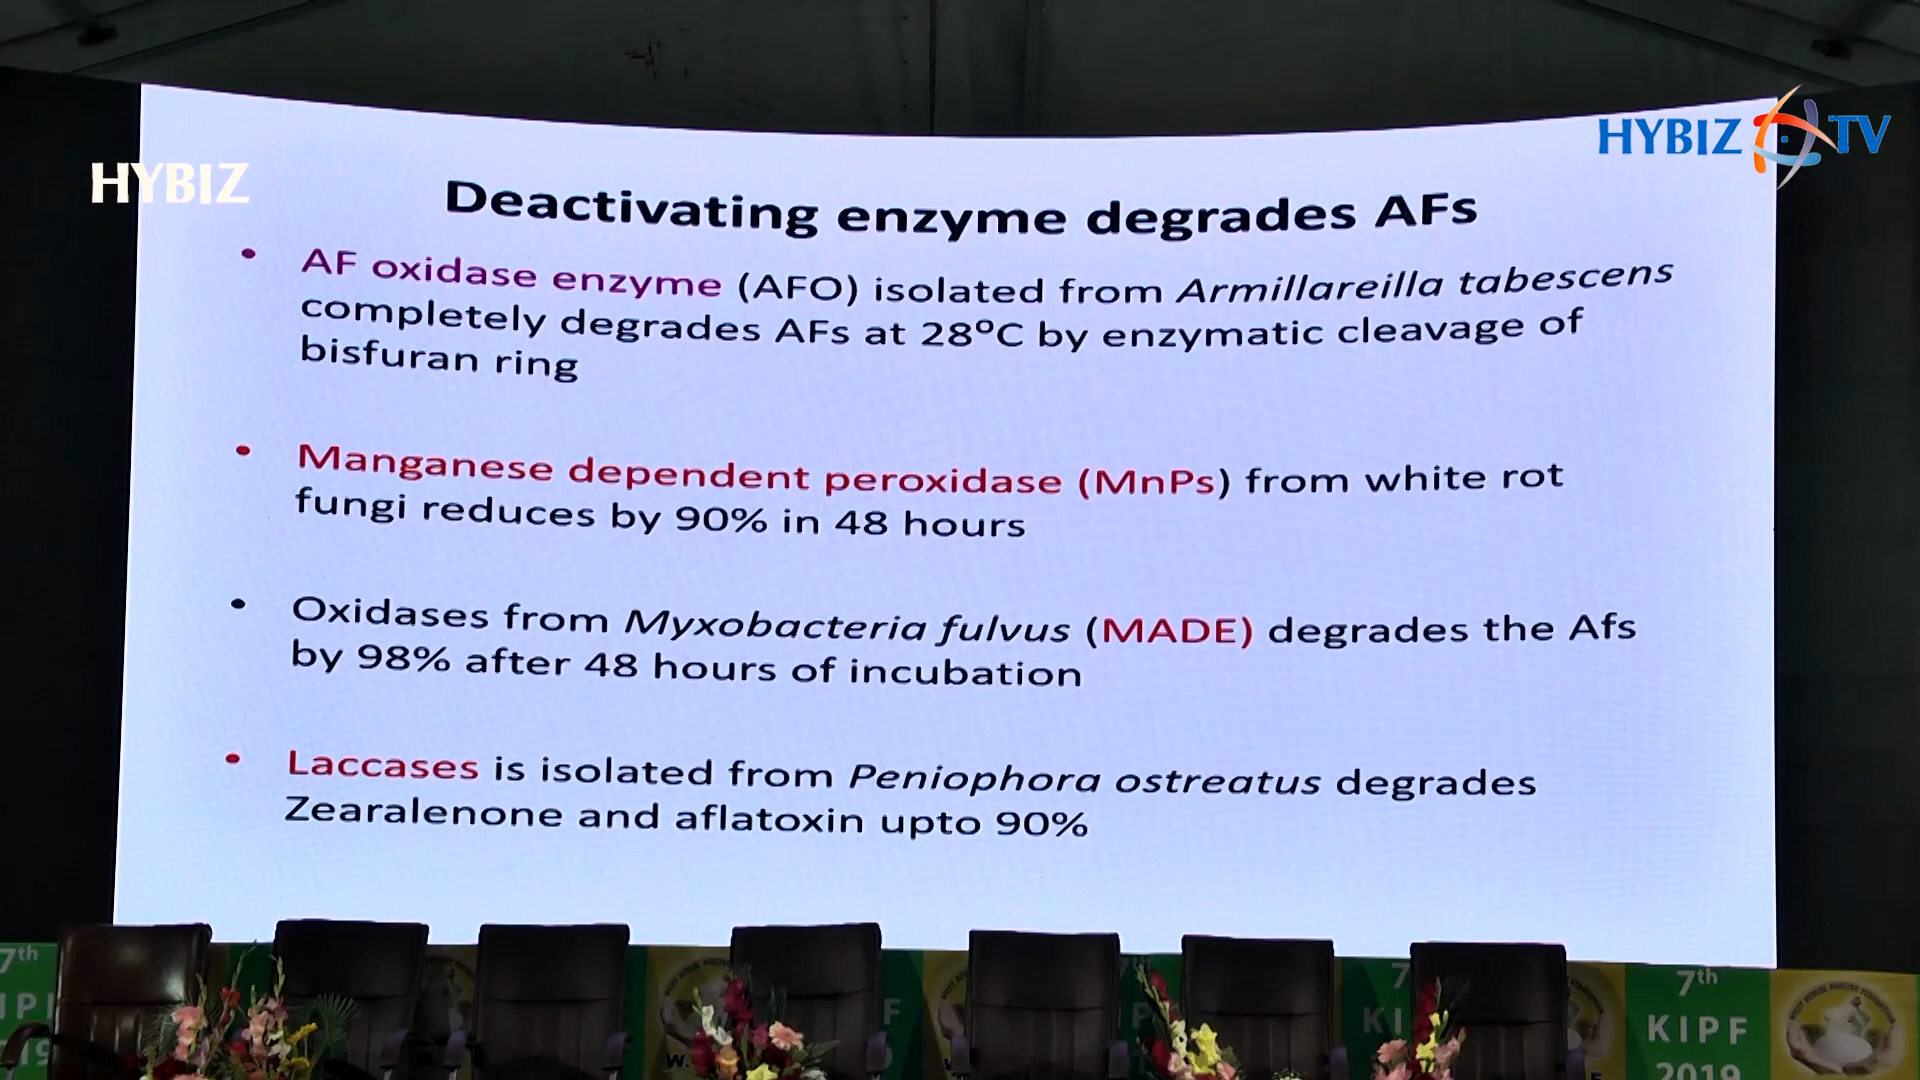 HYBIZ TV
HYBIZ
Deactivating enzyme degrades AFs
• AF oxidase enzyme (AFO) isolated from Armillareilla tabescens
completely degrades AFs at 28ºC by enzymatic cleavage of
bisfuran ring
• Manganese dependent peroxidase (MnPs) from white rot
fungi reduces by 90% in 48 hours
• Oxidases from Myxobacteria fulvus (MADE) degrades the Afs
by 98% after 48 hours of incubation
• Laccases is isolated from Peniophora ostreatus degrades
Zearalenone and aflatoxin upto 90%
7th
7th
KIPF
2019